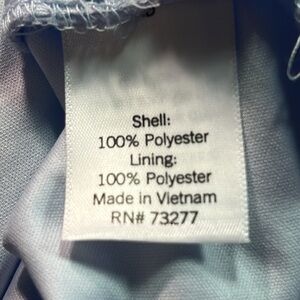 Shell:
100% Polyester
Lining:
100% Polyester
Made in Vietnam
RN# 73277